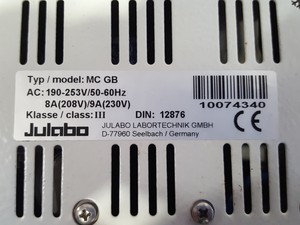 Typ / model: MC GB
AC: 190-253V/50-60Hz
8A(208V)/9A(230V)
10074340
Klasse / class: III
DIN: 12876
Julabo
JULABO LABORTECHNIK GMBH
D-77960 Seelbach / Germany